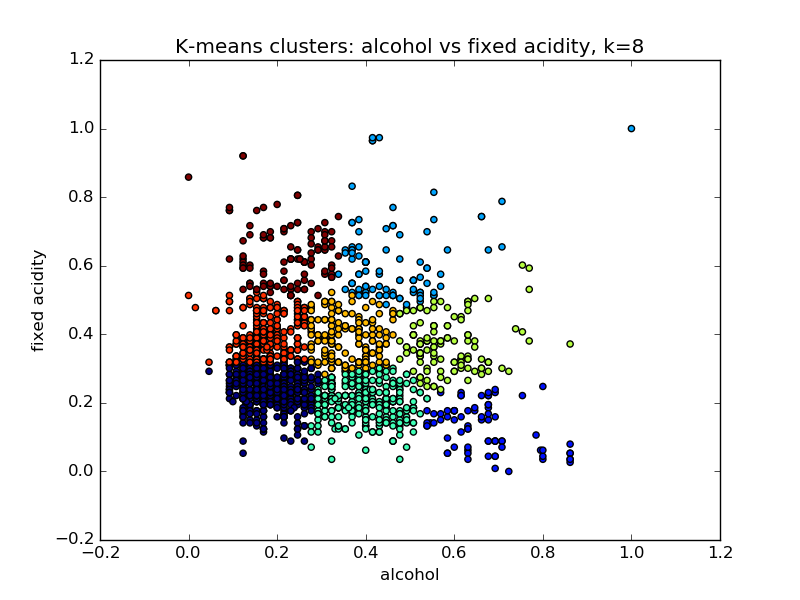 K-means clusters: alcohol vs fixed acidity, k=8
1.2
1.0
0.8
0.6
0.4
0.2
0.0
−0.2
fixed acidity
−0.2 0.0 0.2 0.4 0.6 0.8 1.0 1.2
alcohol